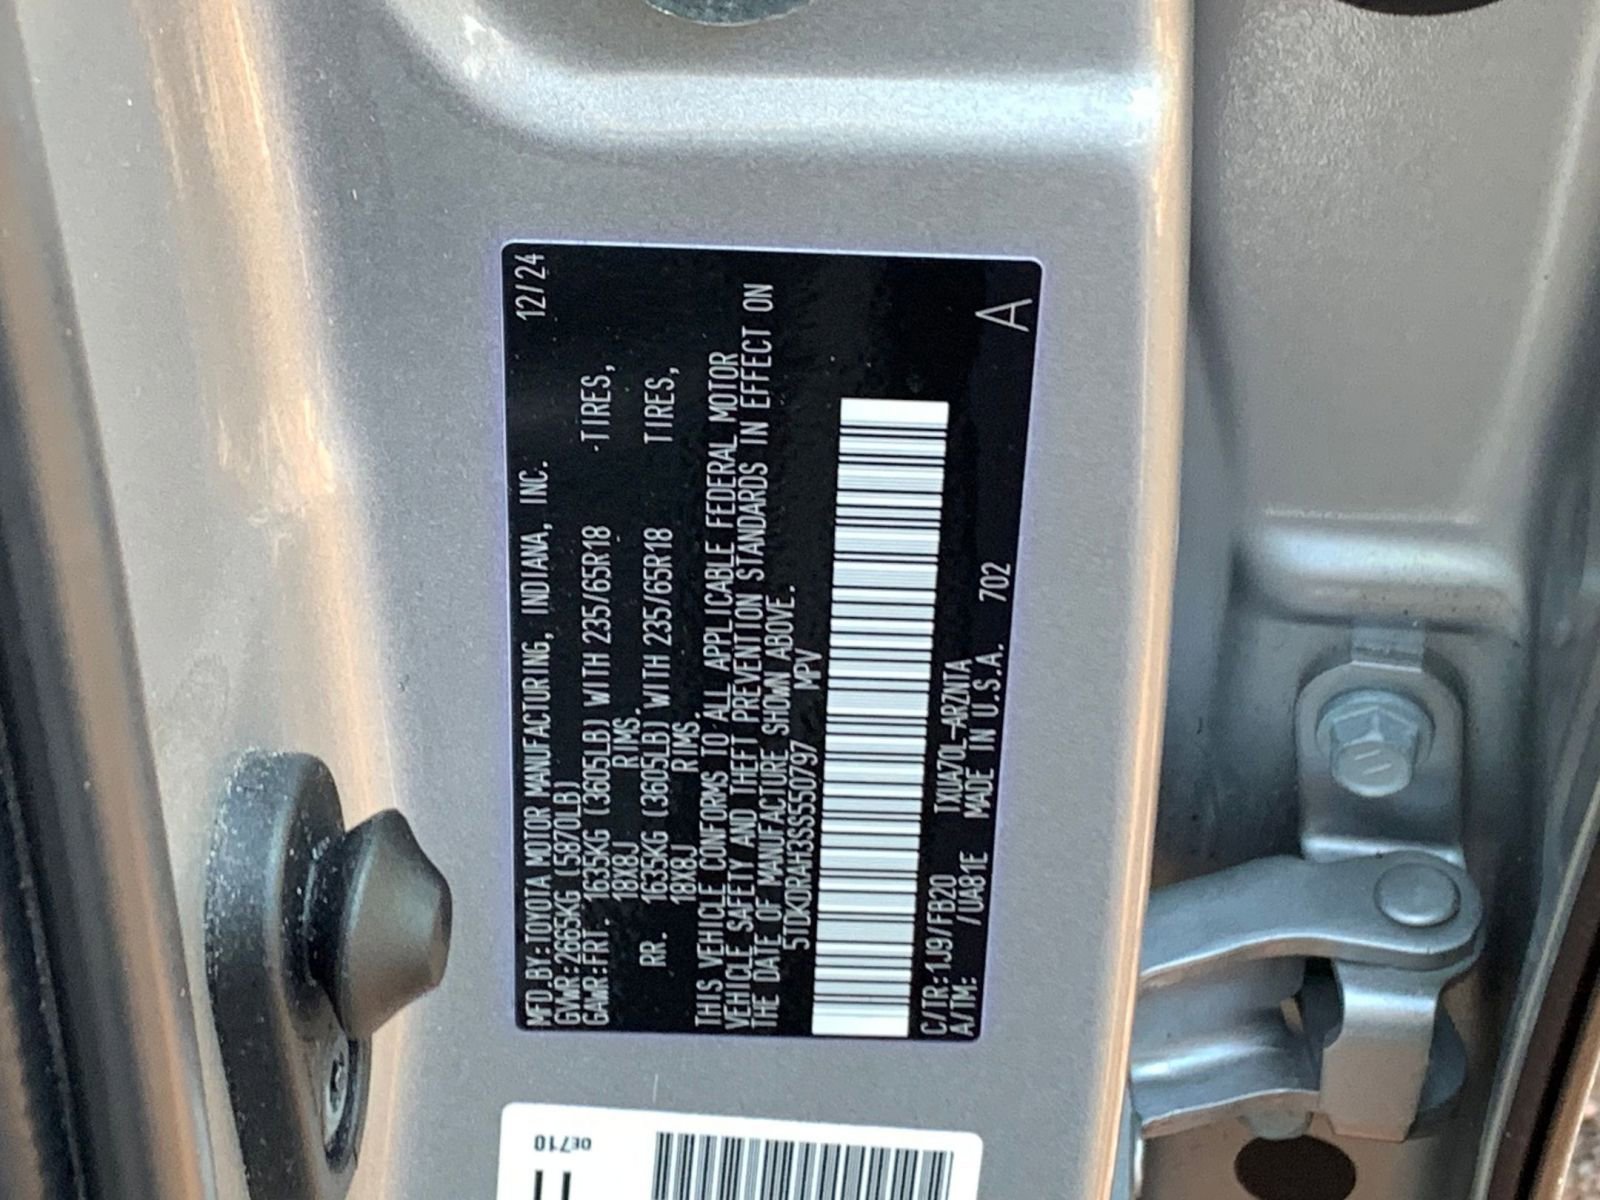 MFD.BY:TOYOTA MOTOR MANUFACTURING, INDIANA, INC. 12/24
GVWR:2665KG (5870LB)
GAWR:FRT. 1635KG (3605LB) WITH 235/65R18 TIRES,
18X8J RIMS.
RR. 1635KG (3605LB) WITH 235/65R18 TIRES,
18X8J RIMS.
THIS VEHICLE CONFORMS TO ALL APPLICABLE FEDERAL MOTOR
VEHICLE SAFETY AND THEFT PREVENTION STANDARDS IN EFFECT ON
THE DATE OF MANUFACTURE SHOWN ABOVE.
5TDKDRAH3SS550797 MPV
C/TR:1J9/FB20 TXUA70L-ARZNTA 702 A
A/TM: /UA81E MADE IN U.S.A.
0E710